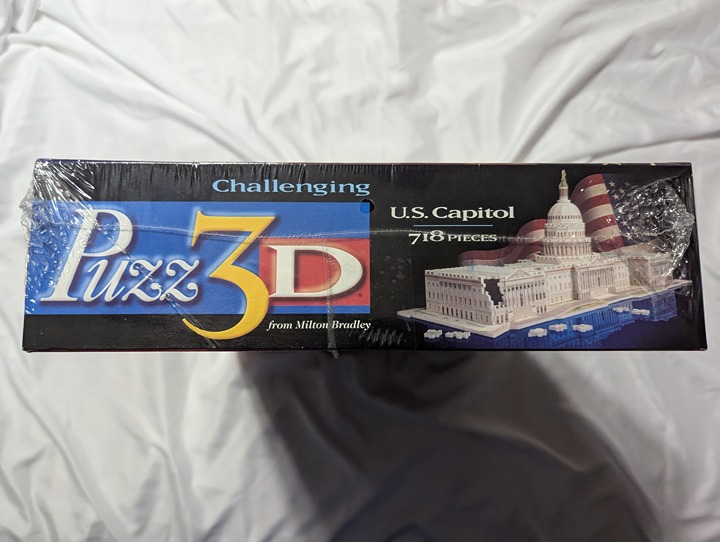 Challenging
Puzz3D
from Milton Bradley
U.S. Capitol
718 PIECES